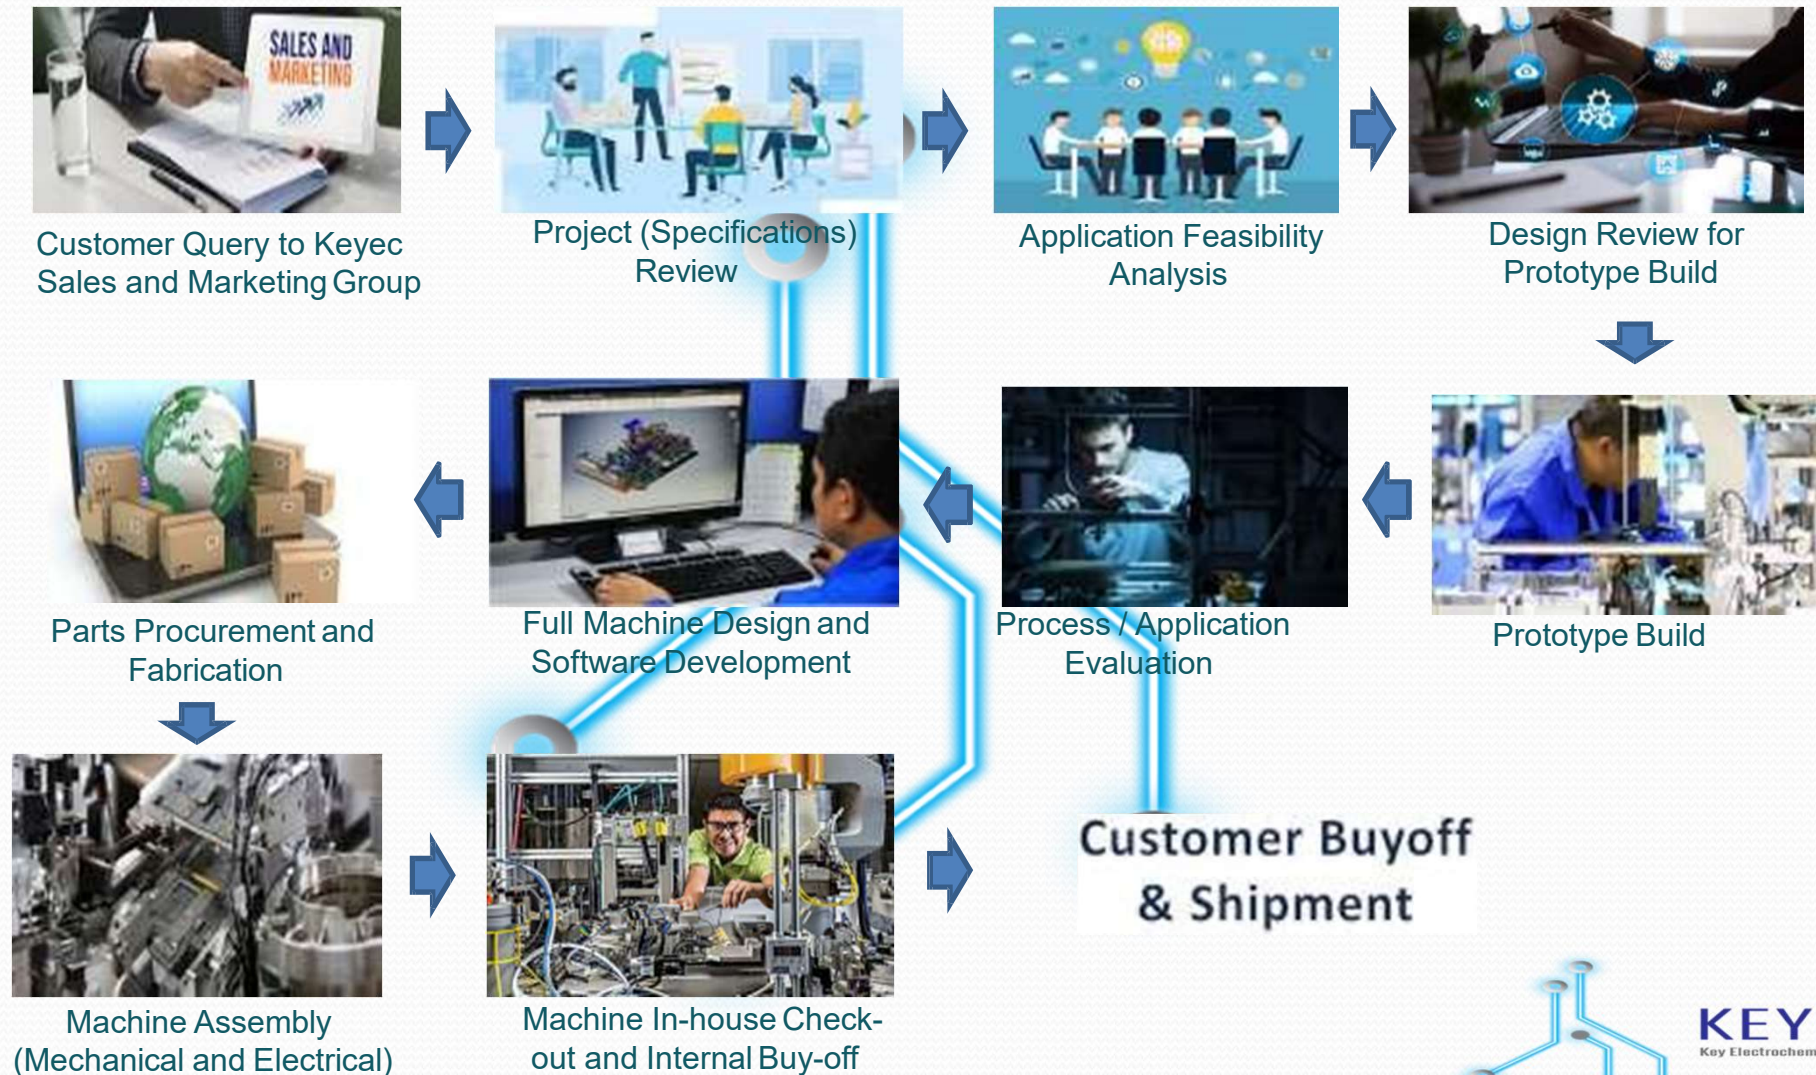 SALES AND
MARKETING
Customer Query to Keyec
Sales and Marketing Group
Project (Specifications)
Review
Application Feasibility
Analysis
Design Review for
Prototype Build
Parts Procurement and
Fabrication
Full Machine Design and
Software Development
Process / Application
Evaluation
Prototype Build
Machine Assembly
(Mechanical and Electrical)
Machine In-house Check-
out and Internal Buy-off
Customer Buyoff
& Shipment
KEY
Key Electrochem